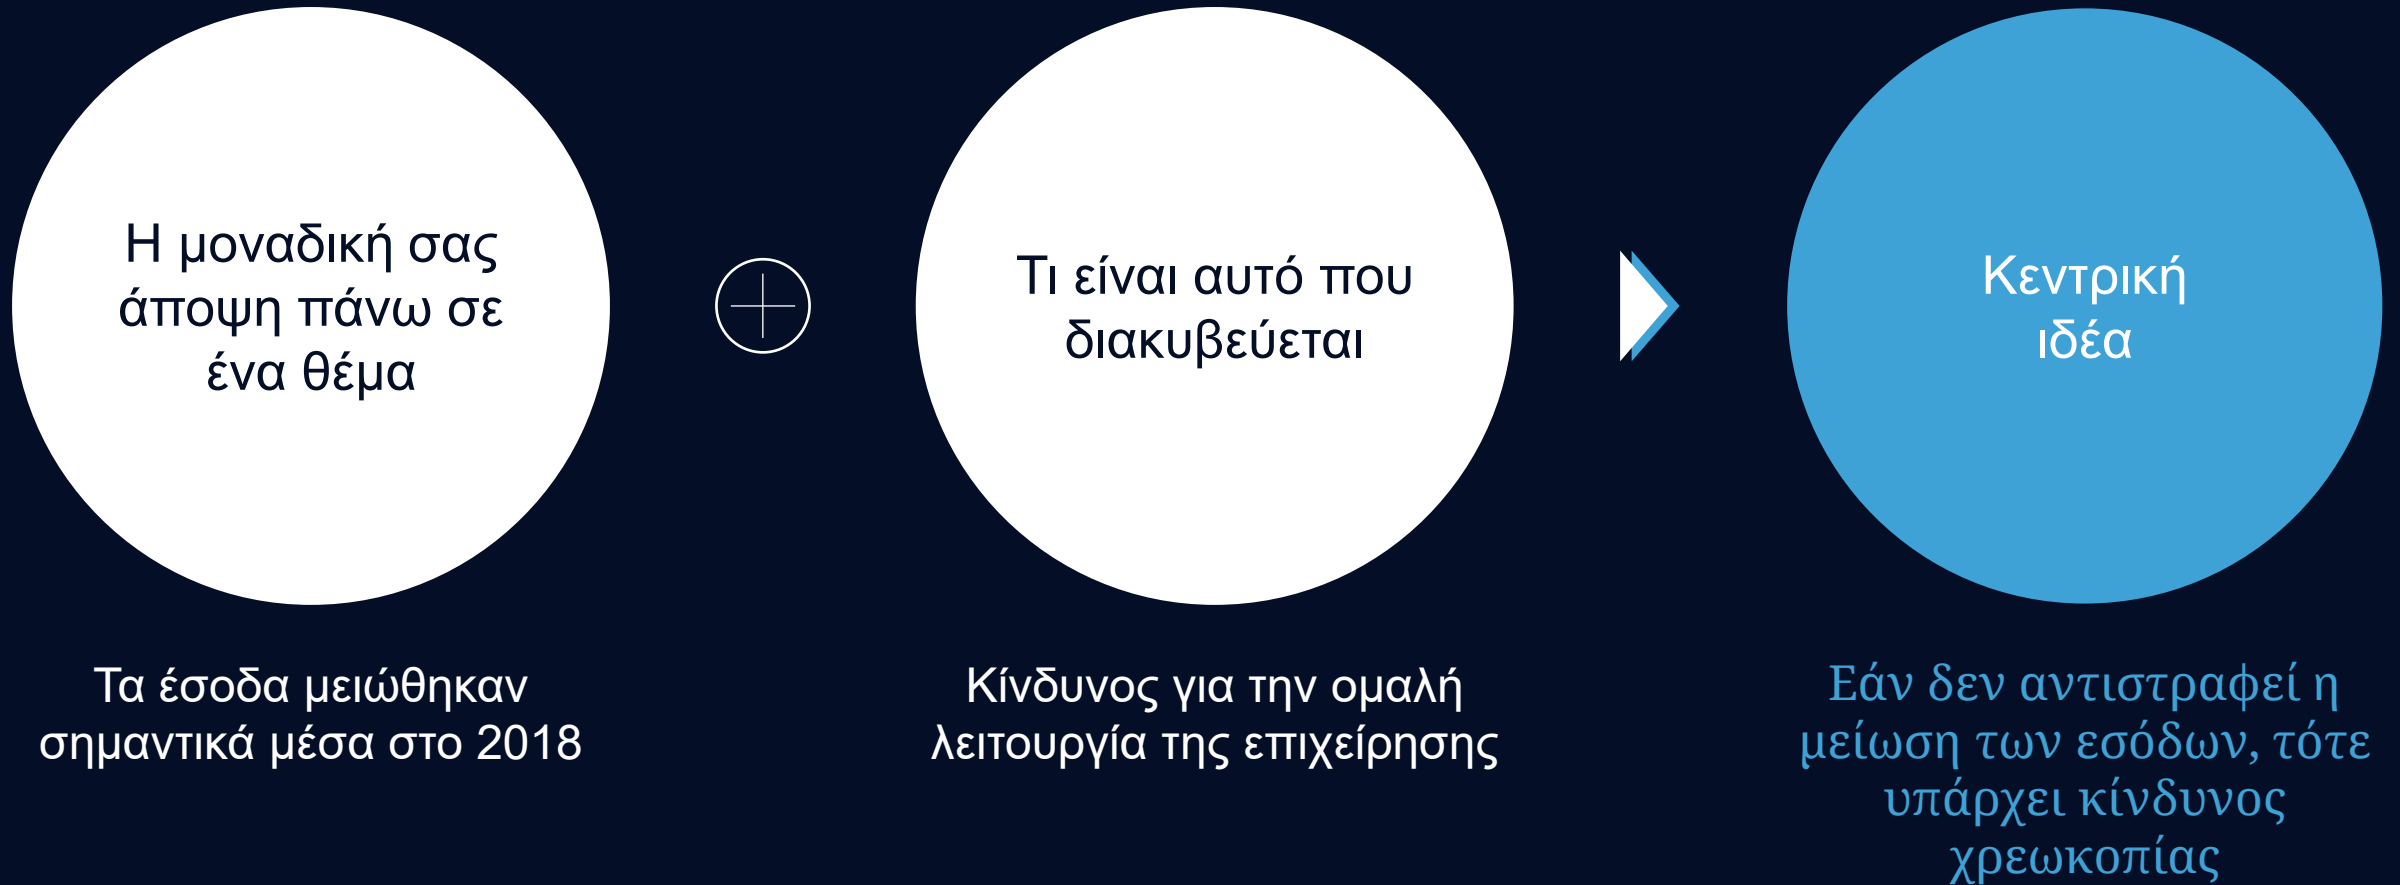 Η μοναδική σας
άποψη πάνω σε
ένα θέμα
Τι είναι αυτό που
διακυβεύεται
Κεντρική
ιδέα
Τα έσοδα μειώθηκαν
σημαντικά μέσα στο 2018
Κίνδυνος για την ομαλή
λειτουργία της επιχείρησης
Εάν δεν αντιστραφεί η
μείωση των εσόδων, τότε
υπάρχει κίνδυνος
χρεωκοπίας